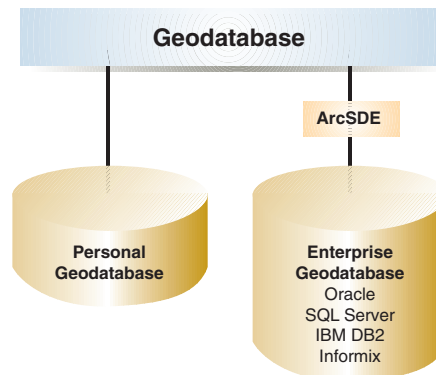 Geodatabase
ArcSDE
Personal
Geodatabase
Enterprise
Geodatabase
Oracle
SQL Server
IBM DB2
Informix